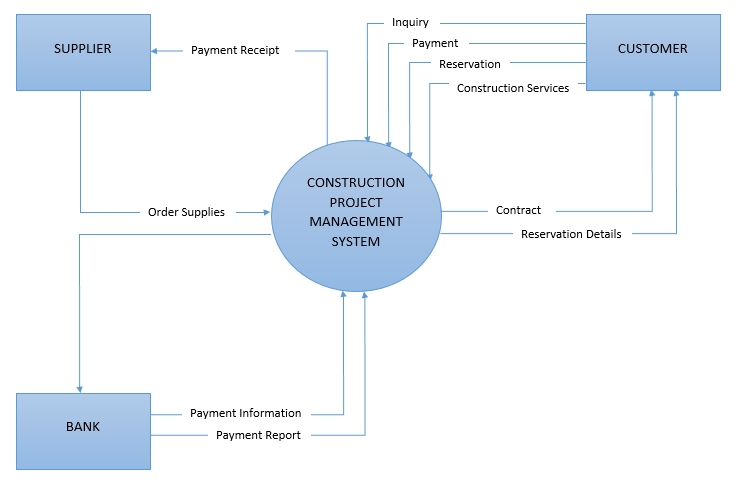 Inquiry
SUPPLIER
Payment Receipt
Payment
CUSTOMER
Reservation
Construction Services
CONSTRUCTION
PROJECT
MANAGEMENT
SYSTEM
Order Supplies
Contract
Reservation Details
BANK
Payment Information
Payment Report